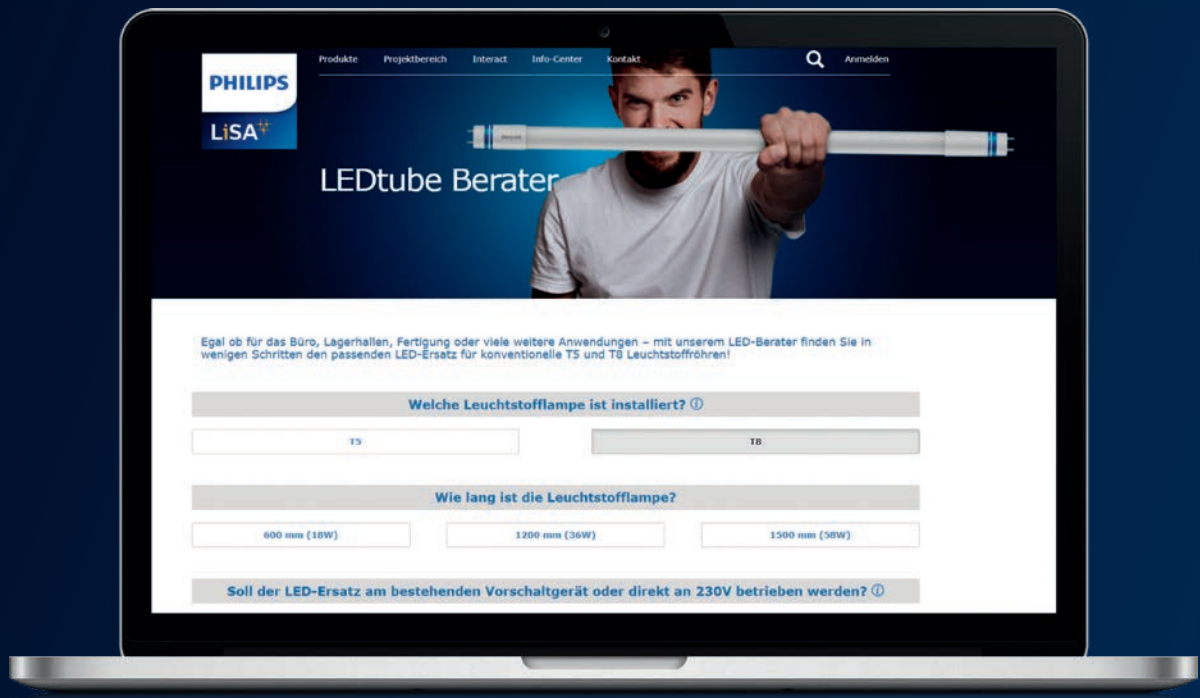 PHILIPS
LiSA
Produkte Projektbereich Interact Info-Center Kontakt Anmelden
LEDtube Berater
Egal ob für das Büro, Lagerhallen, Fertigung oder viele weitere Anwendungen – mit unserem LED-Berater finden Sie in
wenigen Schritten den passenden LED-Ersatz für konventionelle T5 und T8 Leuchtstoffröhren!
Welche Leuchtstofflampe ist installiert? ⓘ
T5 T8
Wie lang ist die Leuchtstofflampe?
600 mm (18W) 1200 mm (36W) 1500 mm (58W)
Soll der LED-Ersatz am bestehenden Vorschaltgerät oder direkt an 230V betrieben werden? ⓘ